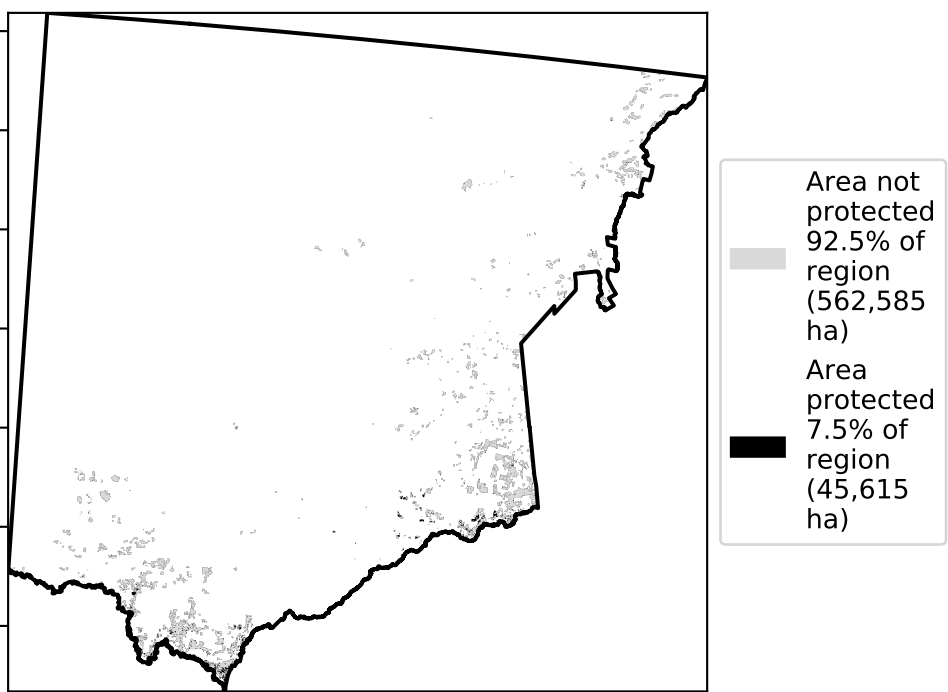 Area not
protected
92.5% of
region
(562,585
ha)
Area
protected
7.5% of
region
(45,615
ha)